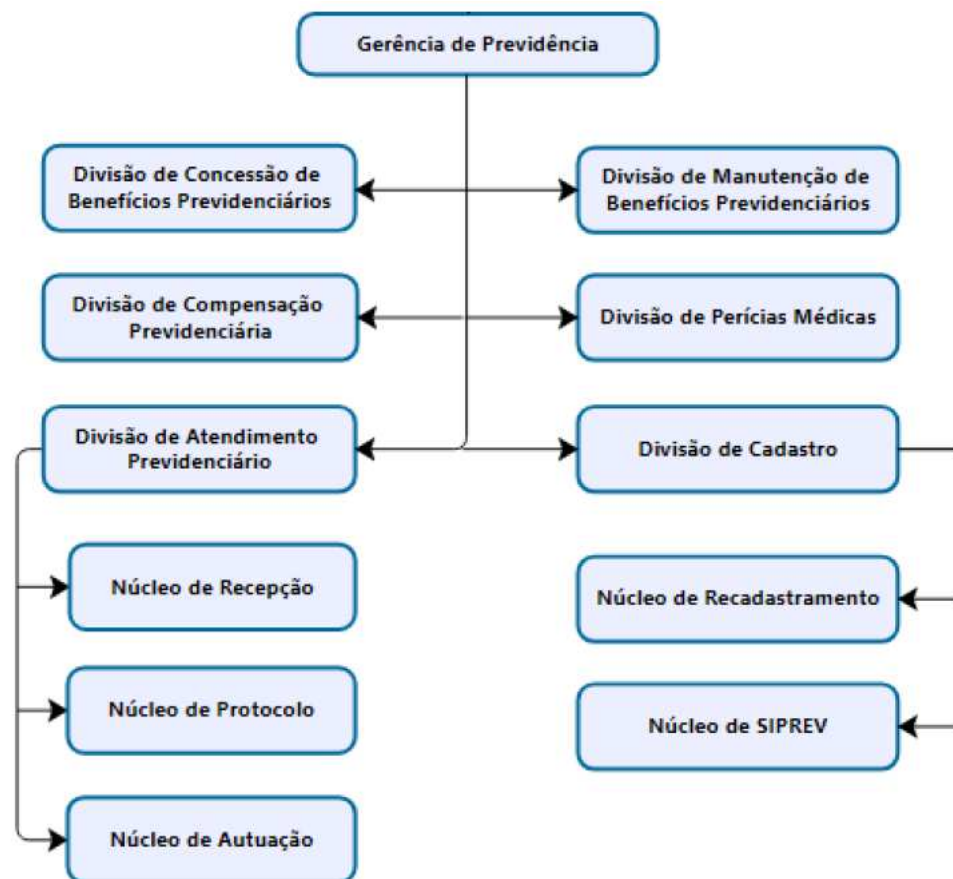 Gerência de Previdência
Divisão de Concessão de
Benefícios Previdenciários
Divisão de Manutenção de
Benefícios Previdenciários
Divisão de Compensação
Previdenciária
Divisão de Perícias Médicas
Divisão de Atendimento
Previdenciário
Divisão de Cadastro
Núcleo de Recepção
Núcleo de Recadastramento
Núcleo de Protocolo
Núcleo de SIPREV
Núcleo de Autuação